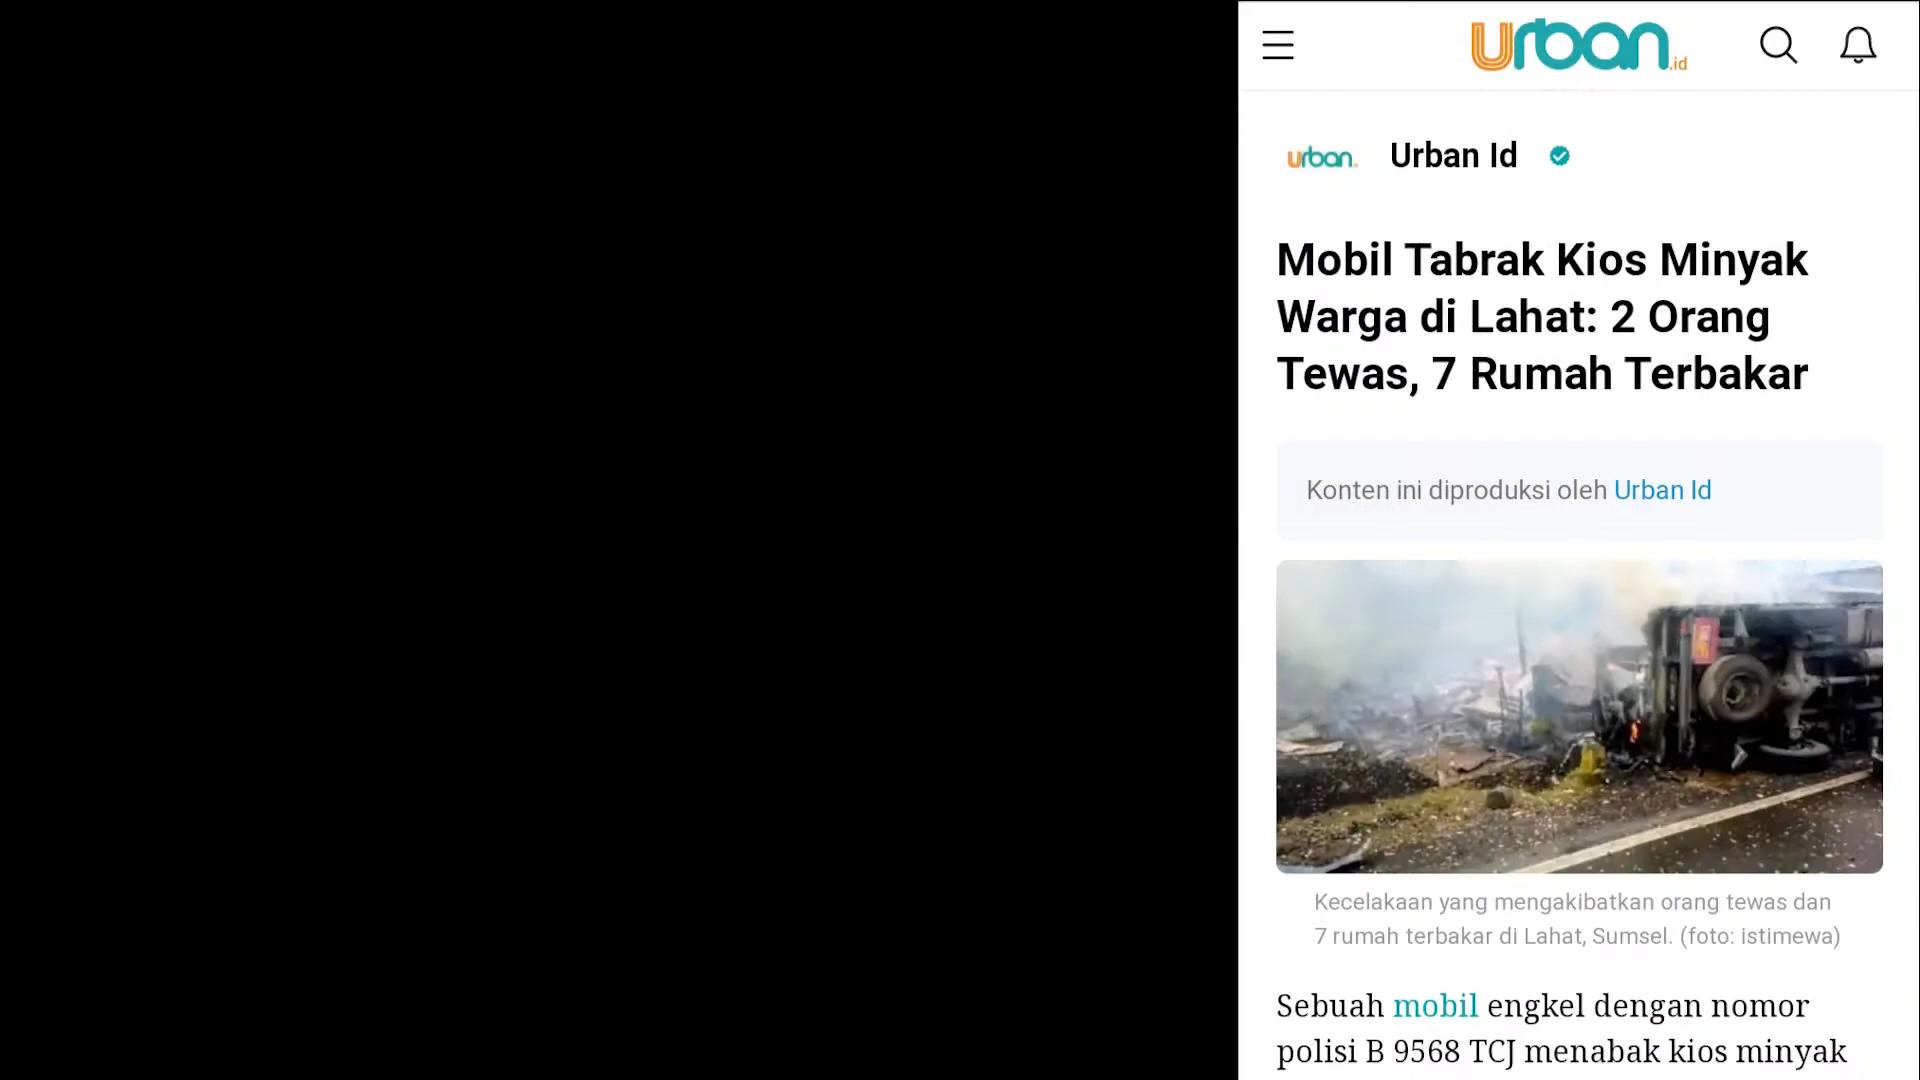 urban.id
urban.
Urban Id
Mobil Tabrak Kios Minyak
Warga di Lahat: 2 Orang
Tewas, 7 Rumah Terbakar
Konten ini diproduksi oleh Urban Id
Kecelakaan yang mengakibatkan orang tewas dan
7 rumah terbakar di Lahat, Sumsel. (foto: istimewa)
Sebuah mobil engkel dengan nomor
polisi B 9568 TCJ menabak kios minyak